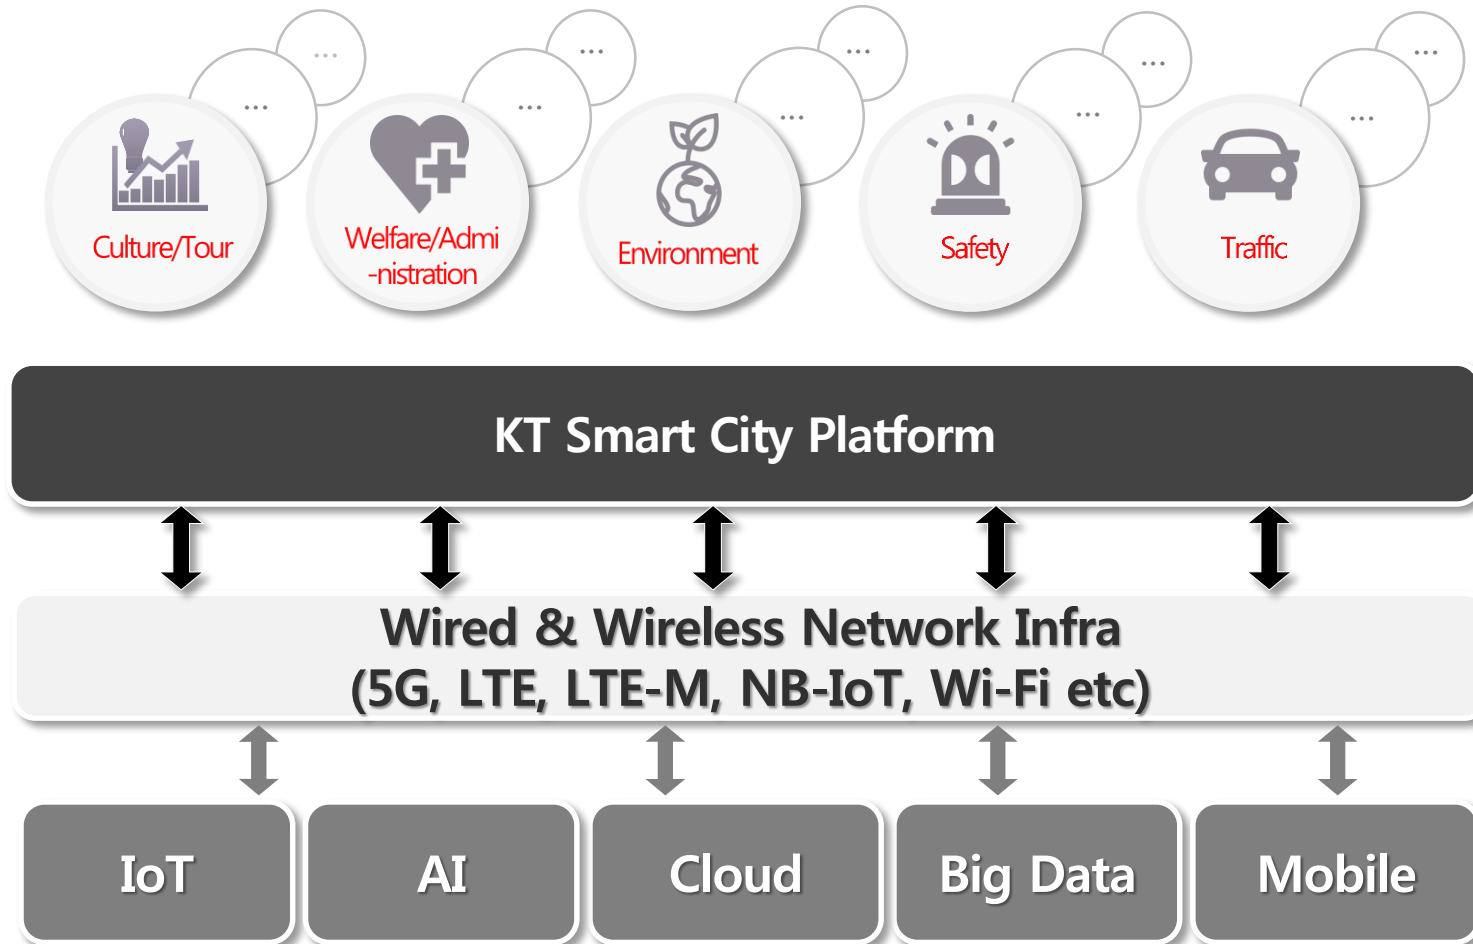 ...
...
...
...
...
...
...
...
...
...
Culture/Tour
Welfare/Admi
-nistration
Environment
Safety
Traffic
KT Smart City Platform
Wired & Wireless Network Infra
(5G, LTE, LTE-M, NB-IoT, Wi-Fi etc)
IoT
AI
Cloud
Big Data
Mobile